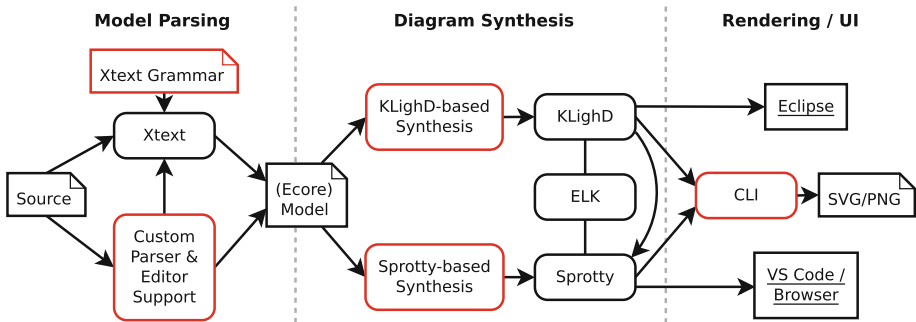 Model Parsing
Diagram Synthesis
Rendering / UI
Xtext Grammar
Xtext
Source
Custom
Parser &
Editor
Support
(Ecore)
Model
KLighD-based
Synthesis
Sprotty-based
Synthesis
KLighD
ELK
Sprotty
Eclipse
CLI
SVG/PNG
VS Code /
Browser